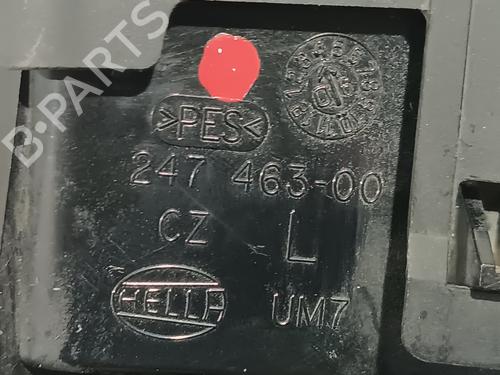 >PES<
247 463-00
CZ L
HELLA UM7
B-PARTS